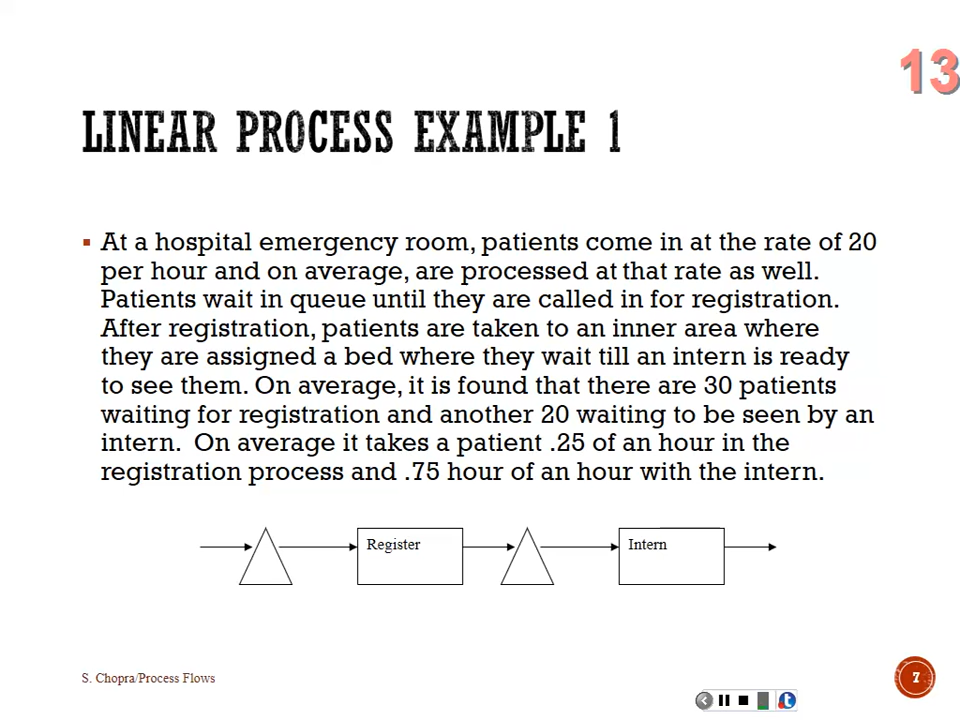 13
LINEAR PROCESS EXAMPLE 1
▪ At a hospital emergency room, patients come in at the rate of 20
per hour and on average, are processed at that rate as well.
Patients wait in queue until they are called in for registration.
After registration, patients are taken to an inner area where
they are assigned a bed where they wait till an intern is ready
to see them. On average, it is found that there are 30 patients
waiting for registration and another 20 waiting to be seen by an
intern. On average it takes a patient .25 of an hour in the
registration process and .75 hour of an hour with the intern.
Register
Intern
S. Chopra/Process Flows
7
t